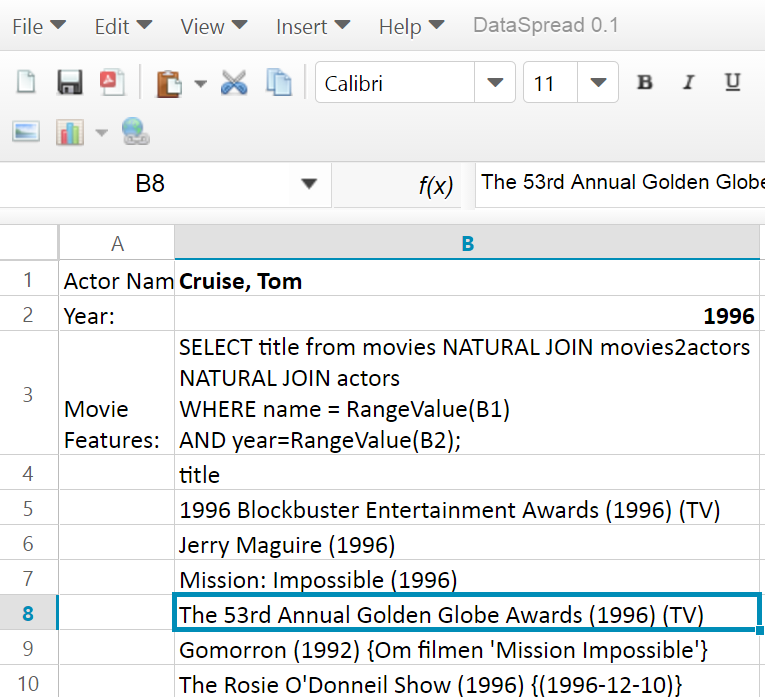 File Edit View Insert Help DataSpread 0.1
Calibri 11 B I U
B8 f(x) The 53rd Annual Golden Globe
A B
1 Actor Nam Cruise, Tom
2 Year: 1996
SELECT title from movies NATURAL JOIN movies2actors
NATURAL JOIN actors
3 Movie WHERE name = RangeValue(B1)
Features: AND year=RangeValue(B2);
4 title
5 1996 Blockbuster Entertainment Awards (1996) (TV)
6 Jerry Maguire (1996)
7 Mission: Impossible (1996)
8 The 53rd Annual Golden Globe Awards (1996) (TV)
9 Gomorron (1992) {Om filmen 'Mission Impossible'}
10 The Rosie O'Donneil Show (1996) {(1996-12-10)}